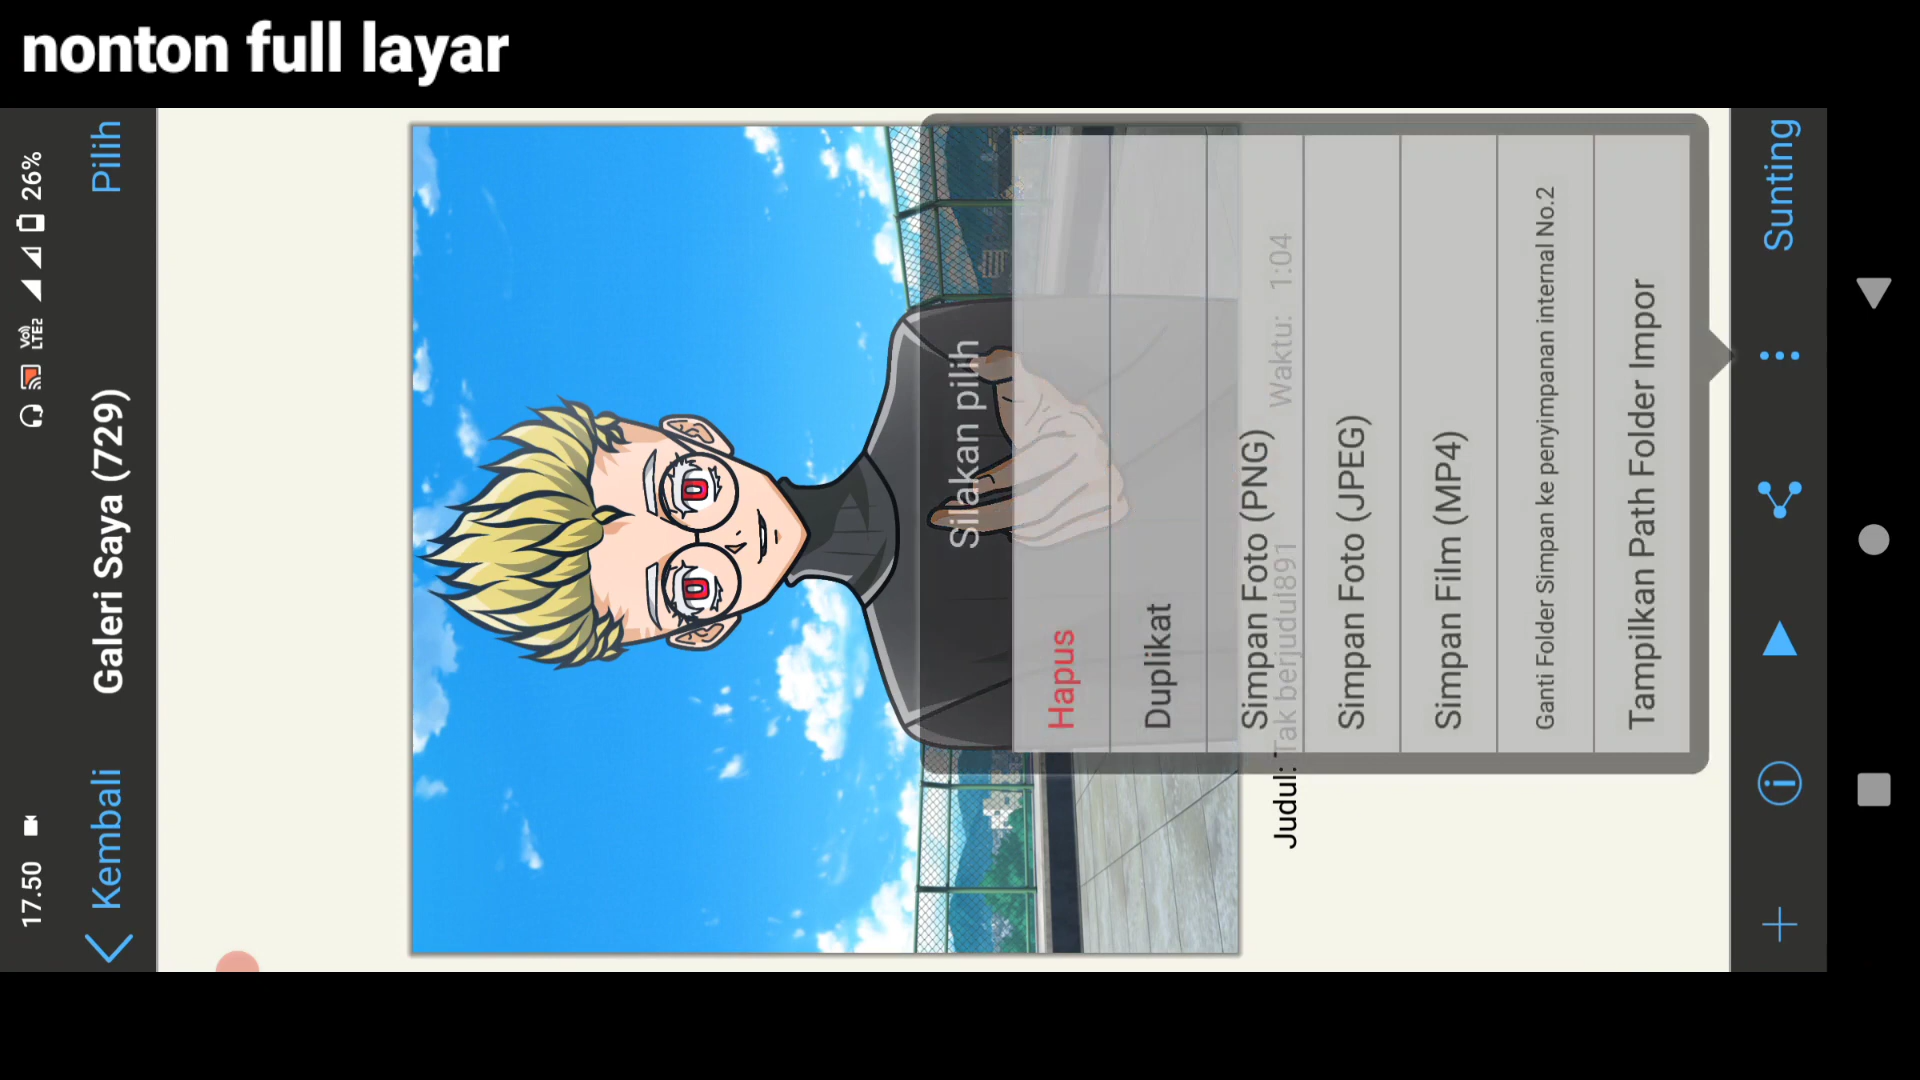 nonton full layar
17.50 VoI) LTE2 26%
Kembali Galeri Saya (729) Pilih
Silakan pilih
Hapus
Duplikat
Simpan Foto (PNG)
Judul: Tak berjudul891 Waktu: 1:04
Simpan Foto (JPEG)
Simpan Film (MP4)
Ganti Folder Simpan ke penyimpanan internal No.2
Tampilkan Path Folder Impor
Sunting